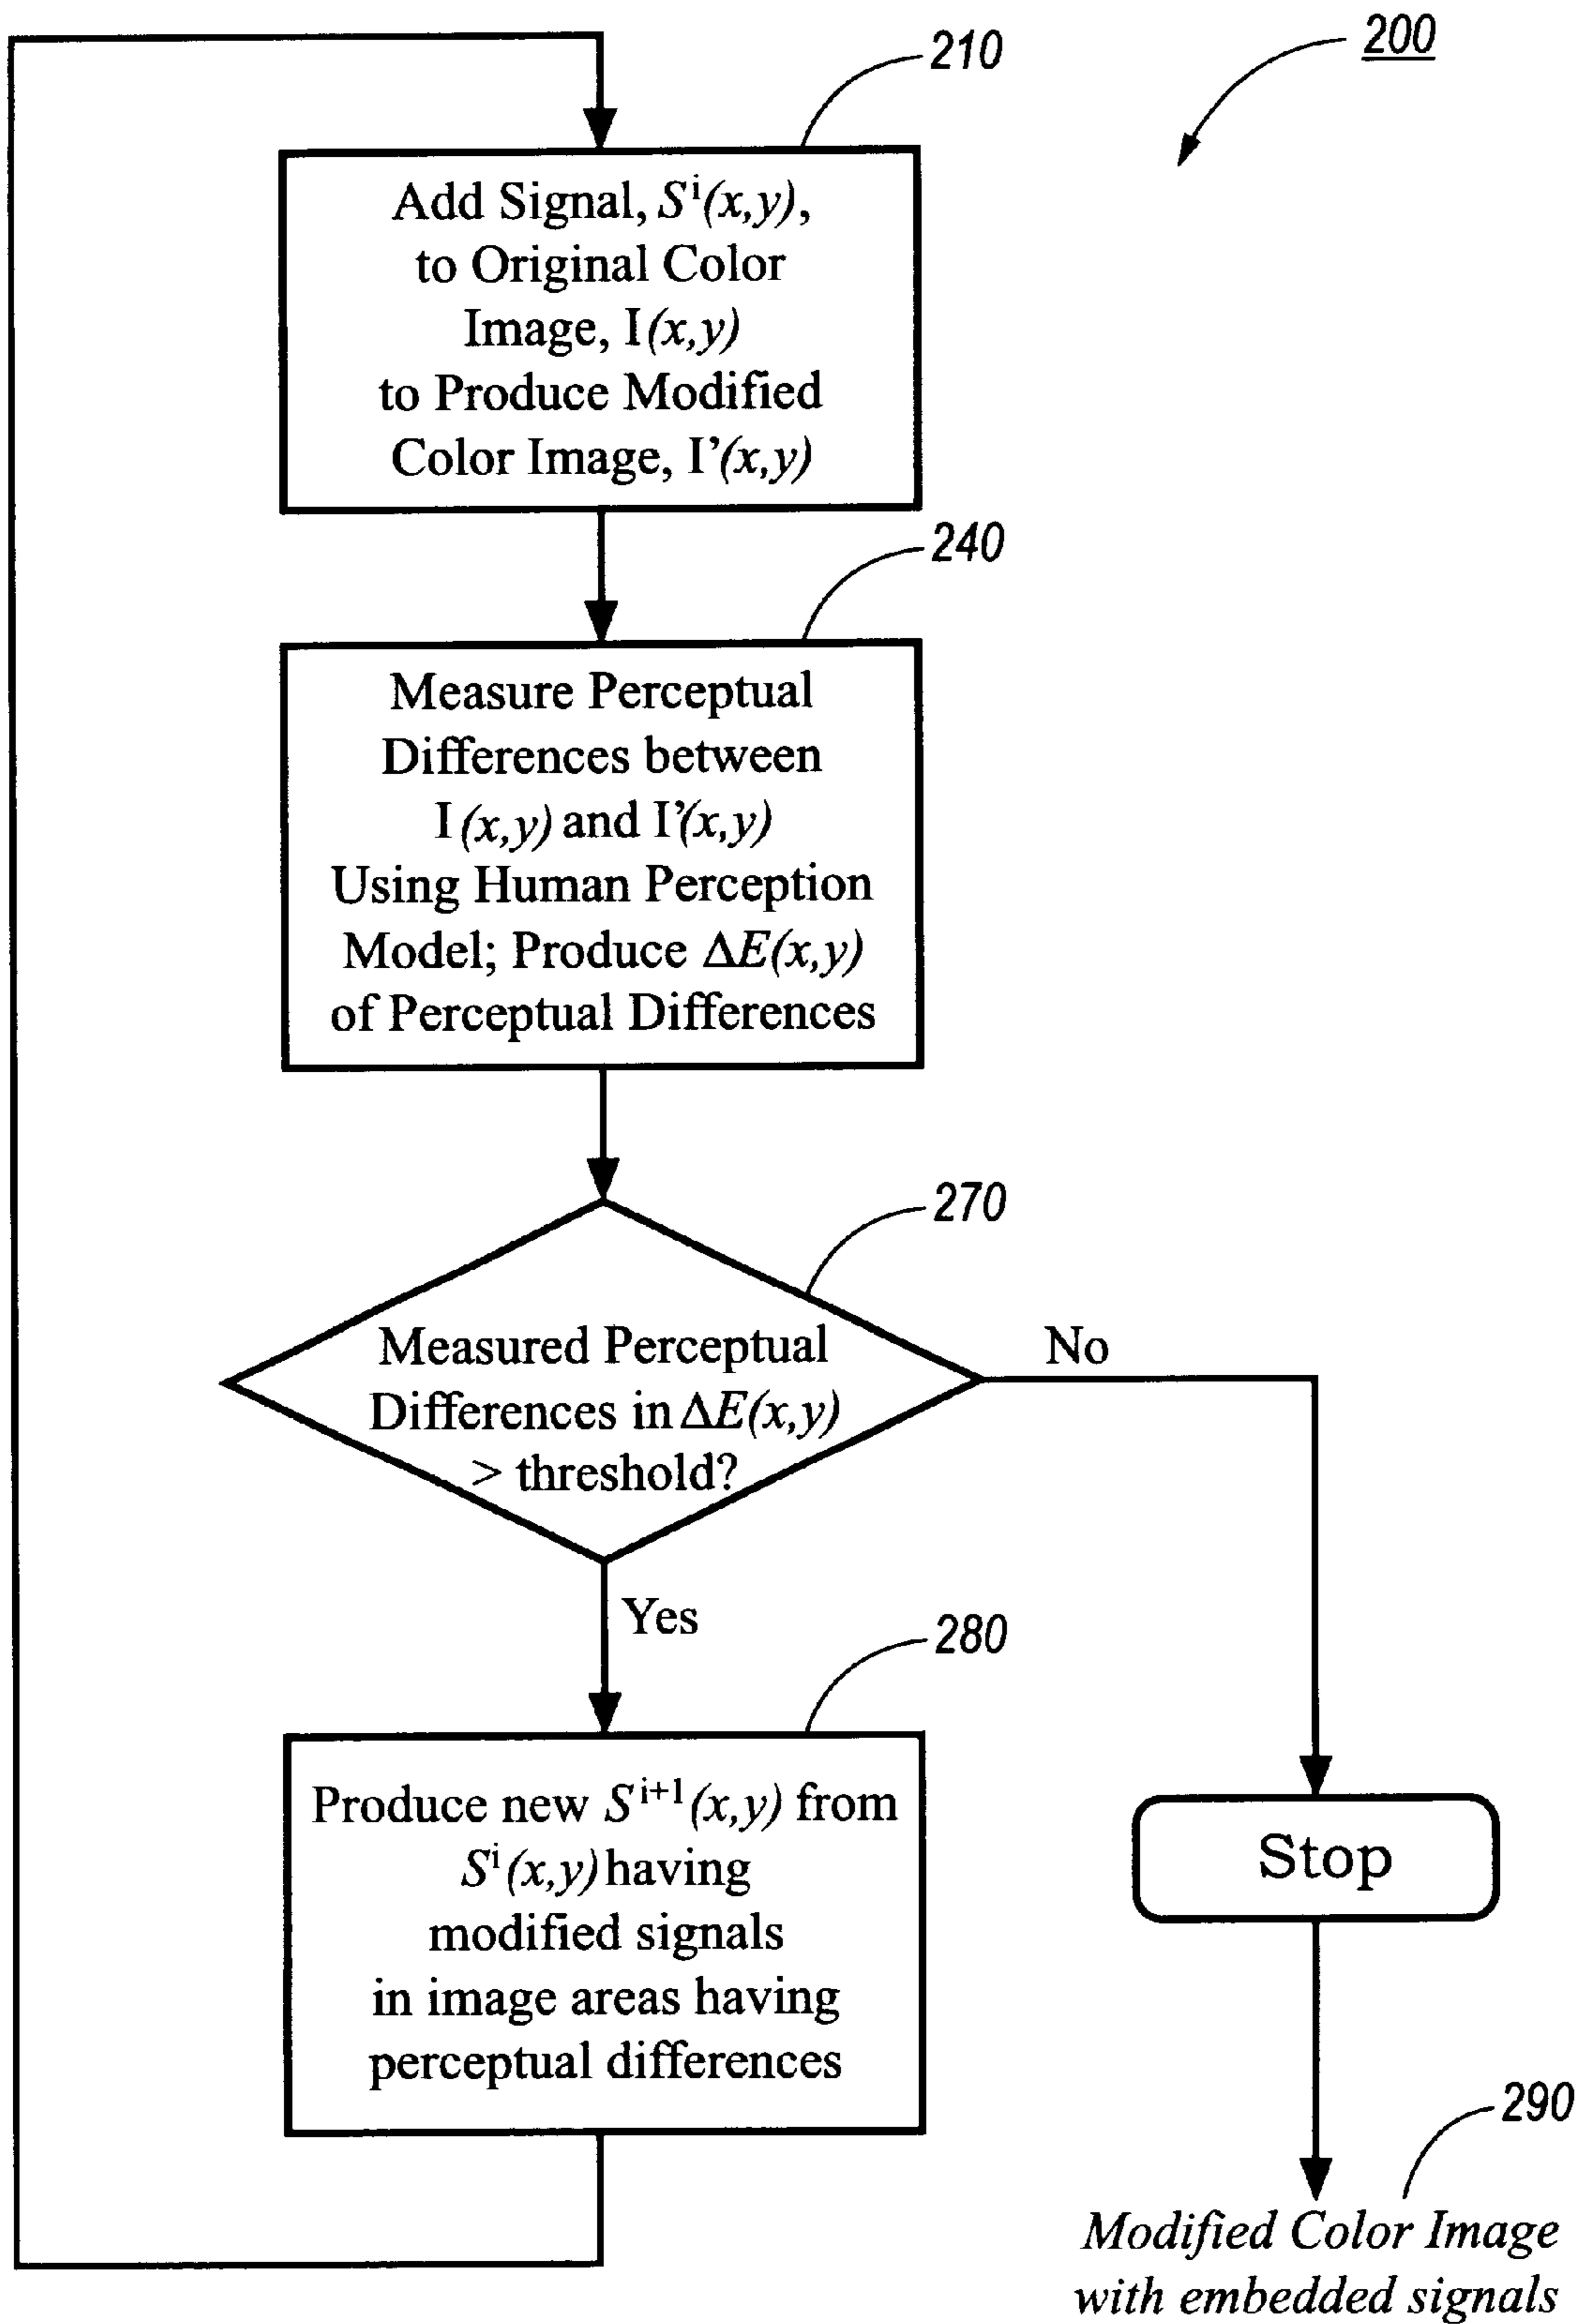 200
210
Add Signal, Sⁱ(x,y),
to Original Color
Image, I(x,y)
to Produce Modified
Color Image, I’(x,y)
240
Measure Perceptual
Differences between
I(x,y) and I’(x,y)
Using Human Perception
Model; Produce ΔE(x,y)
of Perceptual Differences
270
Measured Perceptual
Differences in ΔE(x,y)
> threshold?
No
Yes
280
Produce new Sⁱ⁺¹(x,y) from
Sⁱ(x,y) having
modified signals
in image areas having
perceptual differences
Stop
290
Modified Color Image
with embedded signals